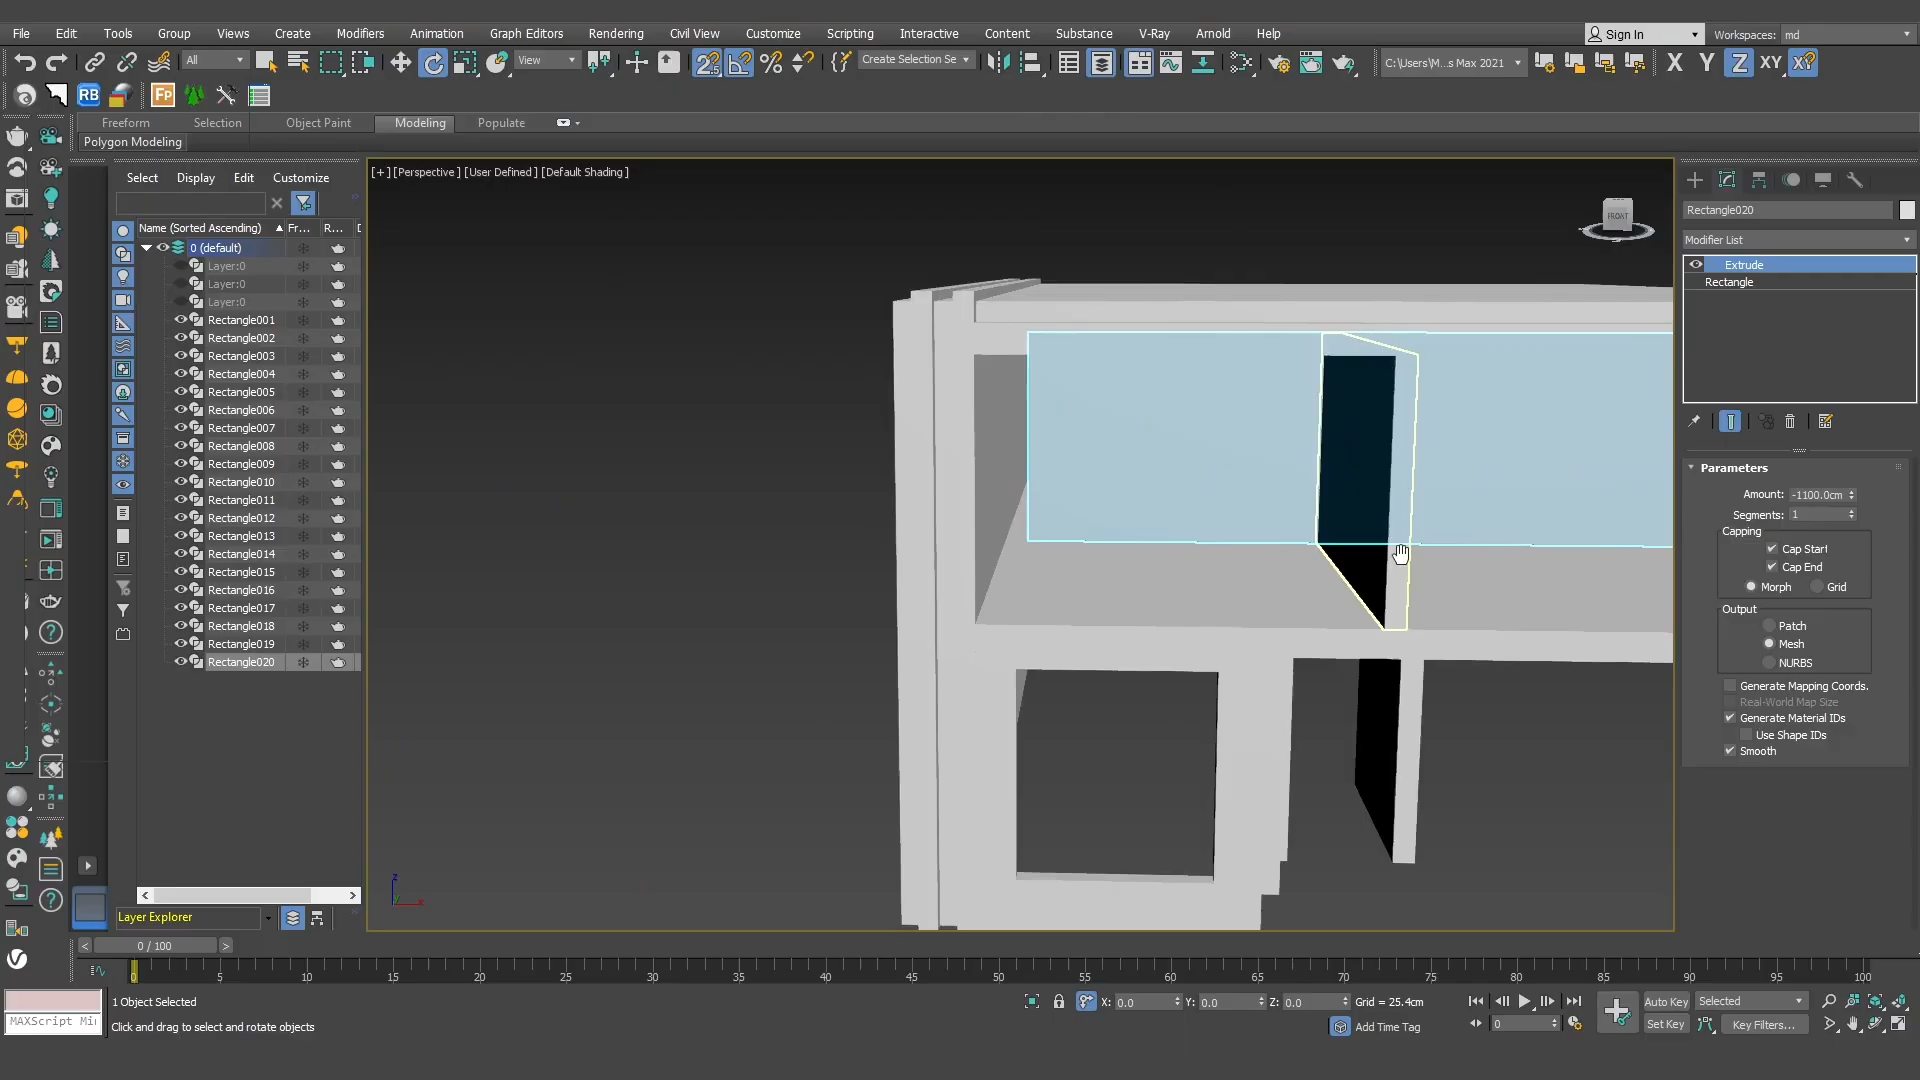 File Edit Tools Group Views Create Modifiers Animation Graph Editors Rendering Civil View Customize Scripting Interactive Content Substance V-Ray Arnold Help
Sign In Workspaces: md
All View Create Selection Se C:\Users\M...s Max 2021 X Y Z XY XY
RB Fp
Freeform Selection Object Paint Modeling Populate
Polygon Modeling
Select Display Edit Customize
Name (Sorted Ascending) Fr... R...
0 (default)
Layer:0
Layer:0
Layer:0
Rectangle001
Rectangle002
Rectangle003
Rectangle004
Rectangle005
Rectangle006
Rectangle007
Rectangle008
Rectangle009
Rectangle010
Rectangle011
Rectangle012
Rectangle013
Rectangle014
Rectangle015
Rectangle016
Rectangle017
Rectangle018
Rectangle019
Rectangle020
Layer Explorer
[+] [Perspective] [User Defined] [Default Shading]
FRONT
z
x
Rectangle020
Modifier List
Extrude
Rectangle
Parameters
Amount: -1100.0cm
Segments: 1
Capping
Cap Start
Cap End
Morph Grid
Output
Patch
Mesh
NURBS
Generate Mapping Coords.
Real-World Map Size
Generate Material IDs
Use Shape IDs
Smooth
< 0 / 100 >
0 5 10 15 20 25 30 35 40 45 50 55 60 65 70 75 80 85 90 95 100
1 Object Selected X: 0.0 Y: 0.0 Z: 0.0 Grid = 25.4cm Auto Key Selected
MAXScript Mi
Click and drag to select and rotate objects Add Time Tag 0 Set Key Key Filters...